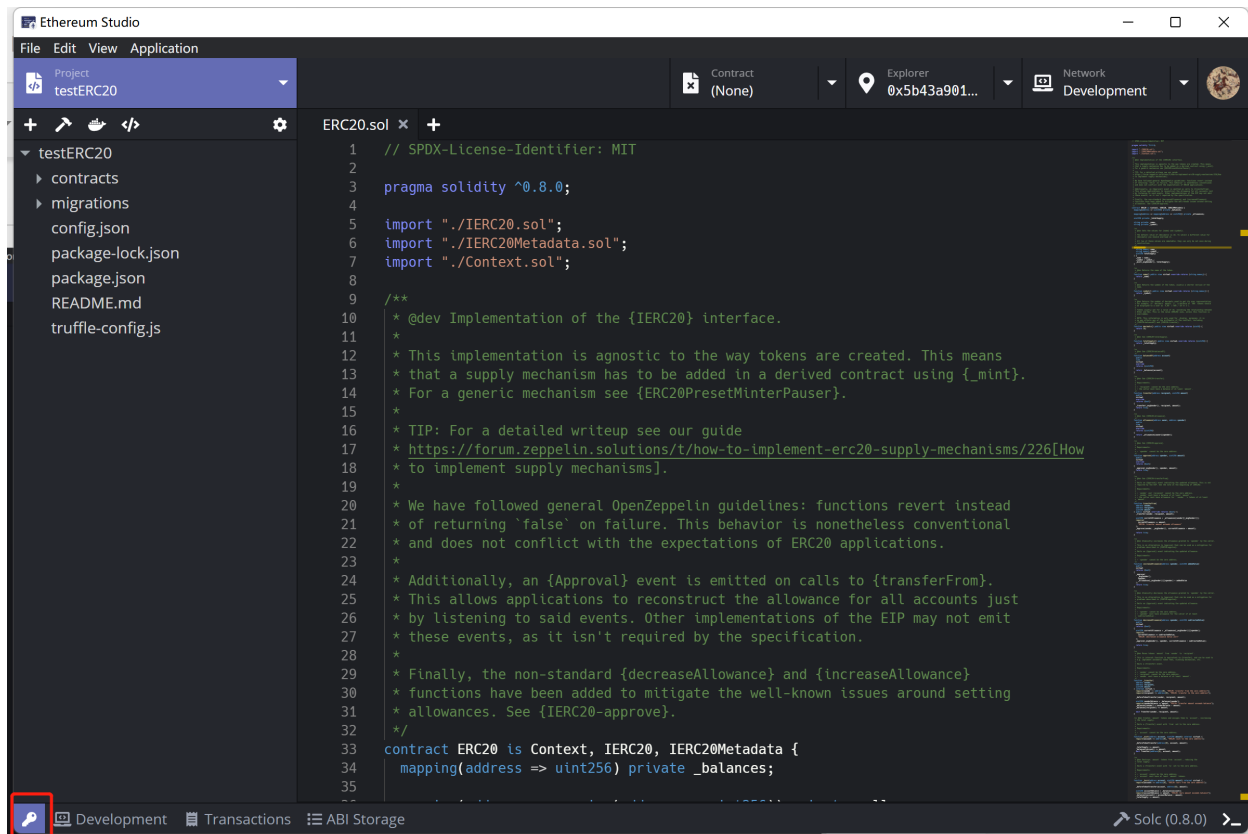 Ethereum Studio
File Edit View Application
Project
testERC20
Contract
(None)
Explorer
0x5b43a901...
Network
Development
ERC20.sol
testERC20
contracts
migrations
config.json
package-lock.json
package.json
README.md
truffle-config.js
1 // SPDX-License-Identifier: MIT
2
3 pragma solidity ^0.8.0;
4
5 import "./IERC20.sol";
6 import "./IERC20Metadata.sol";
7 import "./Context.sol";
8
9 /**
10 * @dev Implementation of the {IERC20} interface.
11 *
12 * This implementation is agnostic to the way tokens are created. This means
13 * that a supply mechanism has to be added in a derived contract using {_mint}.
14 * For a generic mechanism see {ERC20PresetMinterPauser}.
15 *
16 * TIP: For a detailed writeup see our guide
17 * https://forum.zeppelin.solutions/t/how-to-implement-erc20-supply-mechanisms/226[How
18 * to implement supply mechanisms].
19 *
20 * We have followed general OpenZeppelin guidelines: functions revert instead
21 * of returning `false` on failure. This behavior is nonetheless conventional
22 * and does not conflict with the expectations of ERC20 applications.
23 *
24 * Additionally, an {Approval} event is emitted on calls to {transferFrom}.
25 * This allows applications to reconstruct the allowance for all accounts just
26 * by listening to said events. Other implementations of the EIP may not emit
27 * these events, as it isn't required by the specification.
28 *
29 * Finally, the non-standard {decreaseAllowance} and {increaseAllowance}
30 * functions have been added to mitigate the well-known issues around setting
31 * allowances. See {IERC20-approve}.
32 */
33 contract ERC20 is Context, IERC20, IERC20Metadata {
34 mapping(address => uint256) private _balances;
35
Development Transactions ABI Storage Solc (0.8.0)